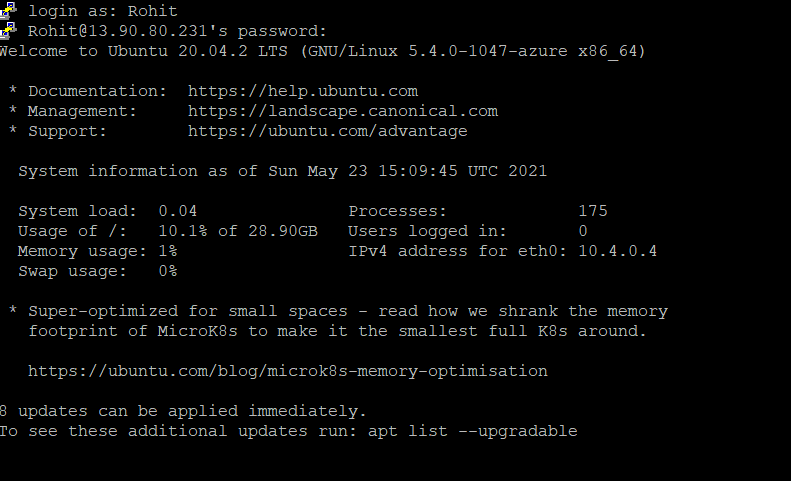 login as: Rohit
Rohit@13.90.80.231's password:
Welcome to Ubuntu 20.04.2 LTS (GNU/Linux 5.4.0-1047-azure x86_64)
* Documentation:  https://help.ubuntu.com
* Management:     https://landscape.canonical.com
* Support:        https://ubuntu.com/advantage
System information as of Sun May 23 15:09:45 UTC 2021
System load:  0.04               Processes:             175
Usage of /:   10.1% of 28.90GB   Users logged in:       0
Memory usage: 1%                 IPv4 address for eth0: 10.4.0.4
Swap usage:   0%
* Super-optimized for small spaces - read how we shrank the memory
footprint of MicroK8s to make it the smallest full K8s around.
https://ubuntu.com/blog/microk8s-memory-optimisation
8 updates can be applied immediately.
To see these additional updates run: apt list --upgradable